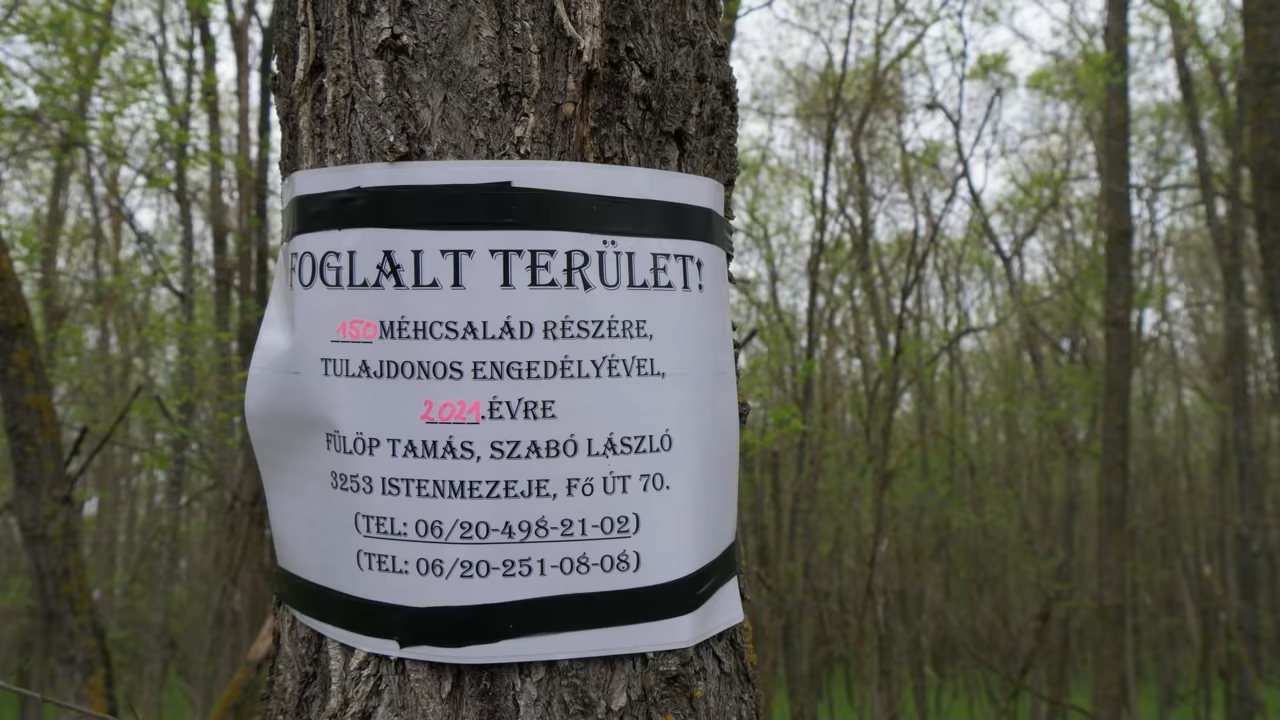 FOGLALT TERÜLET!
150 MÉHCSALÁD RÉSZÉRE,
TULAJDONOS ENGEDÉLYÉVEL,
2021.ÉVRE
FÜLÖP TAMÁS, SZABÓ LÁSZLÓ
3253 ISTENMEZEJE, Fő ÚT 70.
(TEL: 06/20-498-21-02)
(TEL: 06/20-251-08-08)